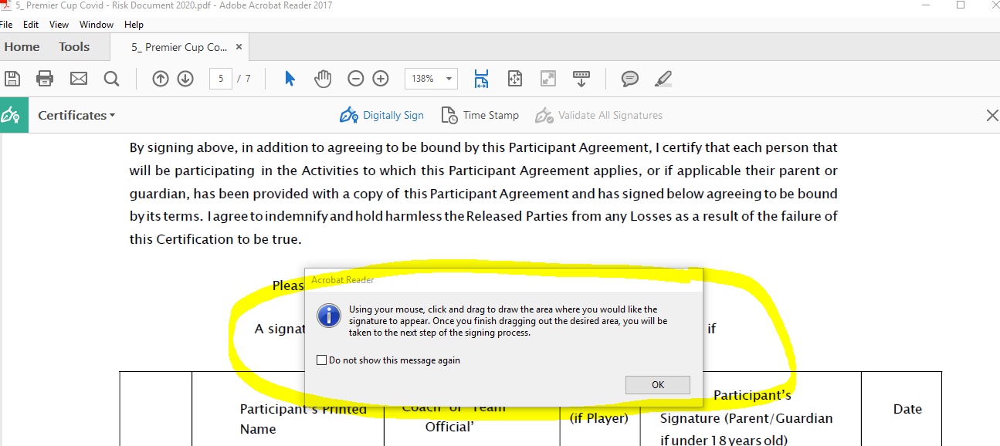 5_ Premier Cup Covid - Risk Document 2020.pdf - Adobe Acrobat Reader 2017
File Edit View Window Help
Home Tools 5_ Premier Cup Co... ×
5 / 7 138%
Certificates Digitally Sign Time Stamp Validate All Signatures
By signing above, in addition to agreeing to be bound by this Participant Agreement, I certify that each person that
will be participating in the Activities to which this Participant Agreement applies, or if applicable their parent or
guardian, has been provided with a copy of this Participant Agreement and has signed below agreeing to be bound
by its terms. I agree to indemnify and hold harmless the Released Parties from any Losses as a result of the failure of
this Certification to be true.
Pleas
Acrobat Reader
Using your mouse, click and drag to draw the area where you would like the
signature to appear. Once you finish dragging out the desired area, you will be
taken to the next step of the signing process.
Do not show this message again
OK
A signat if
Participant's Printed
Name
Coach' or 'Team
Official'
(if Player)
Participant's
Signature (Parent/Guardian
if under 18 years old)
Date